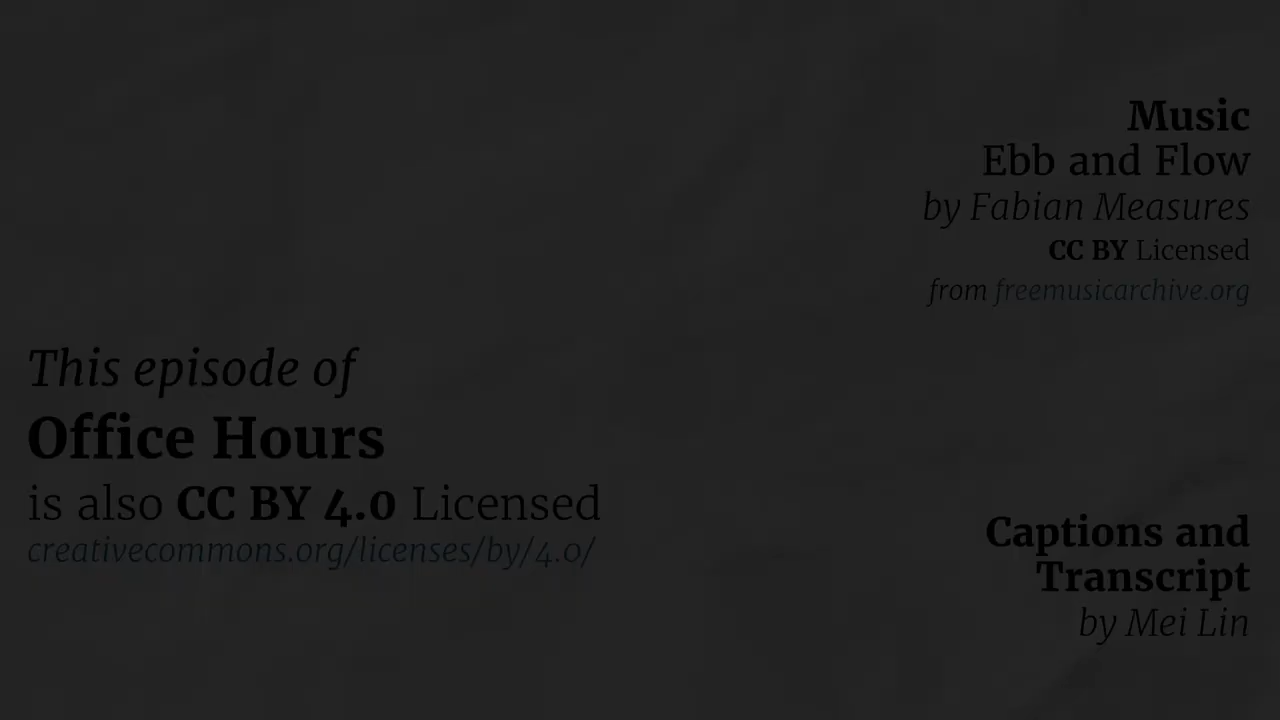 Music
Ebb and Flow
by Fabian Measures
CC BY Licensed
from freemusicarchive.org
This episode of
Office Hours
is also CC BY 4.0 Licensed
creativecommons.org/licenses/by/4.0/
Captions and
Transcript
by Mei Lin